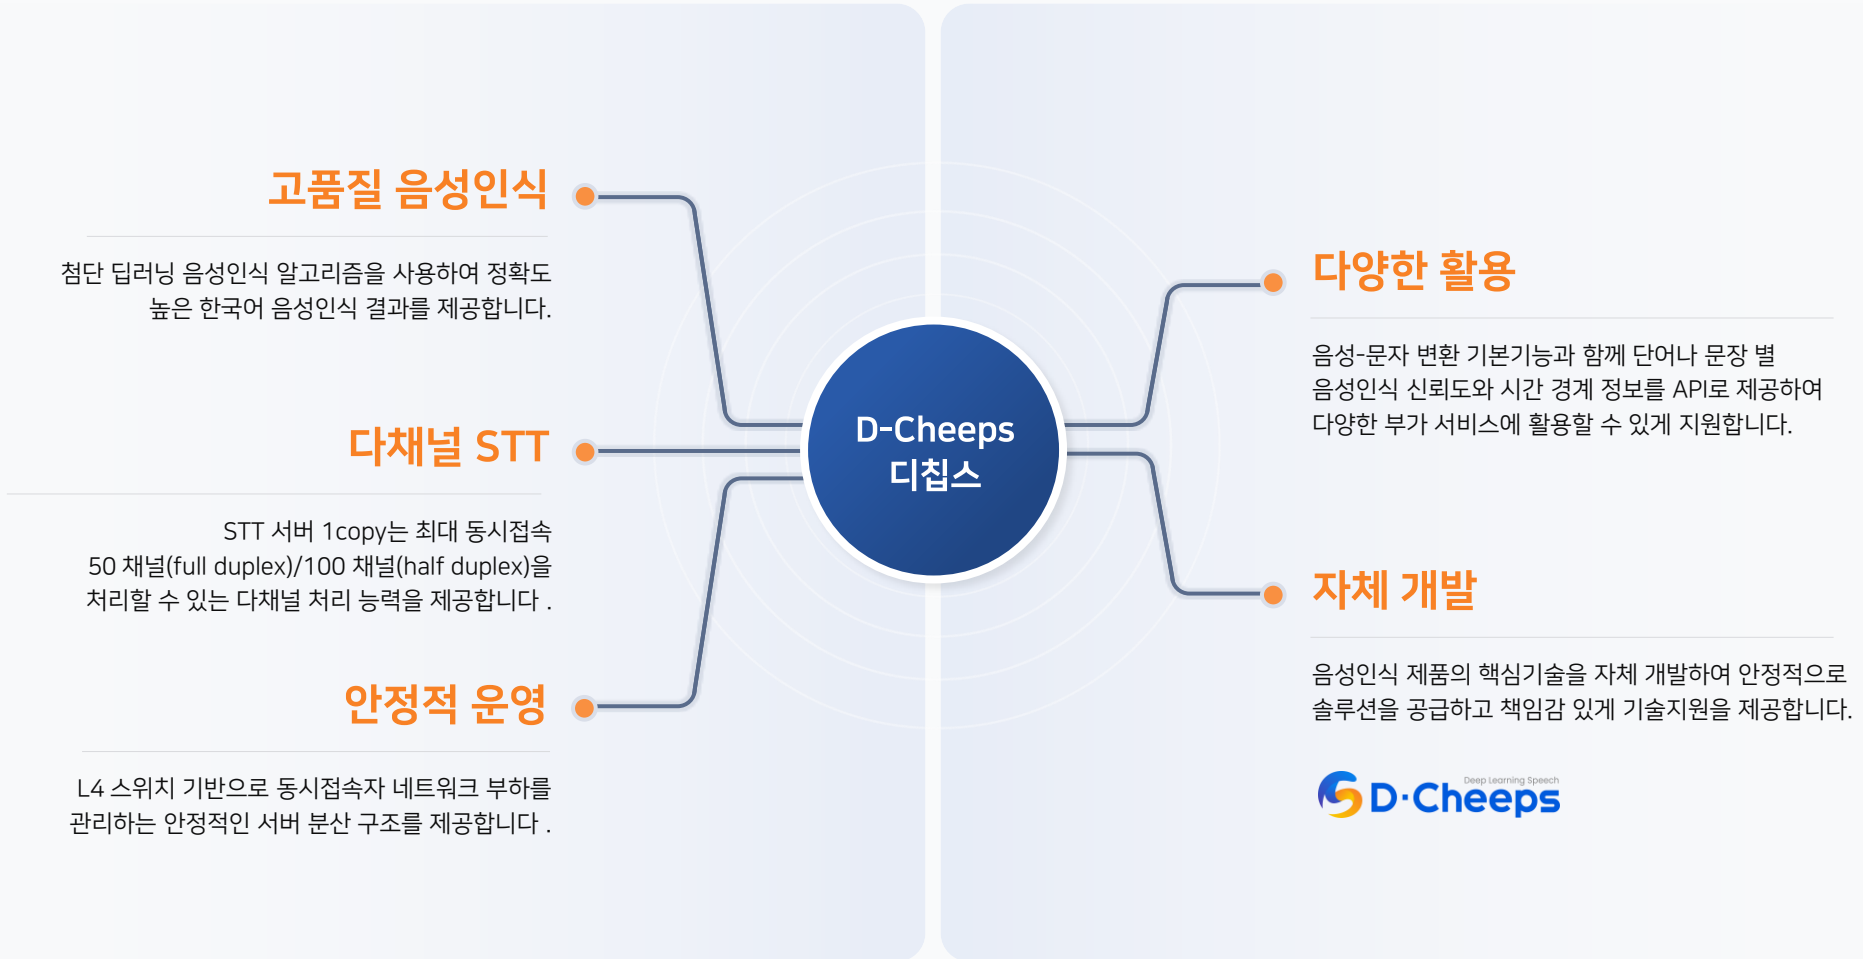 고품질 음성인식
첨단 딥러닝 음성인식 알고리즘을 사용하여 정확도
높은 한국어 음성인식 결과를 제공합니다.
다채널 STT
STT 서버 1copy는 최대 동시접속
50 채널(full duplex)/100 채널(half duplex)을
처리할 수 있는 다채널 처리 능력을 제공합니다 .
안정적 운영
L4 스위치 기반으로 동시접속자 네트워크 부하를
관리하는 안정적인 서버 분산 구조를 제공합니다 .
D-Cheeps
디칩스
다양한 활용
음성-문자 변환 기본기능과 함께 단어나 문장 별
음성인식 신뢰도와 시간 경계 정보를 API로 제공하여
다양한 부가 서비스에 활용할 수 있게 지원합니다.
자체 개발
음성인식 제품의 핵심기술을 자체 개발하여 안정적으로
솔루션을 공급하고 책임감 있게 기술지원을 제공합니다.
Deep Learning Speech
D·Cheeps